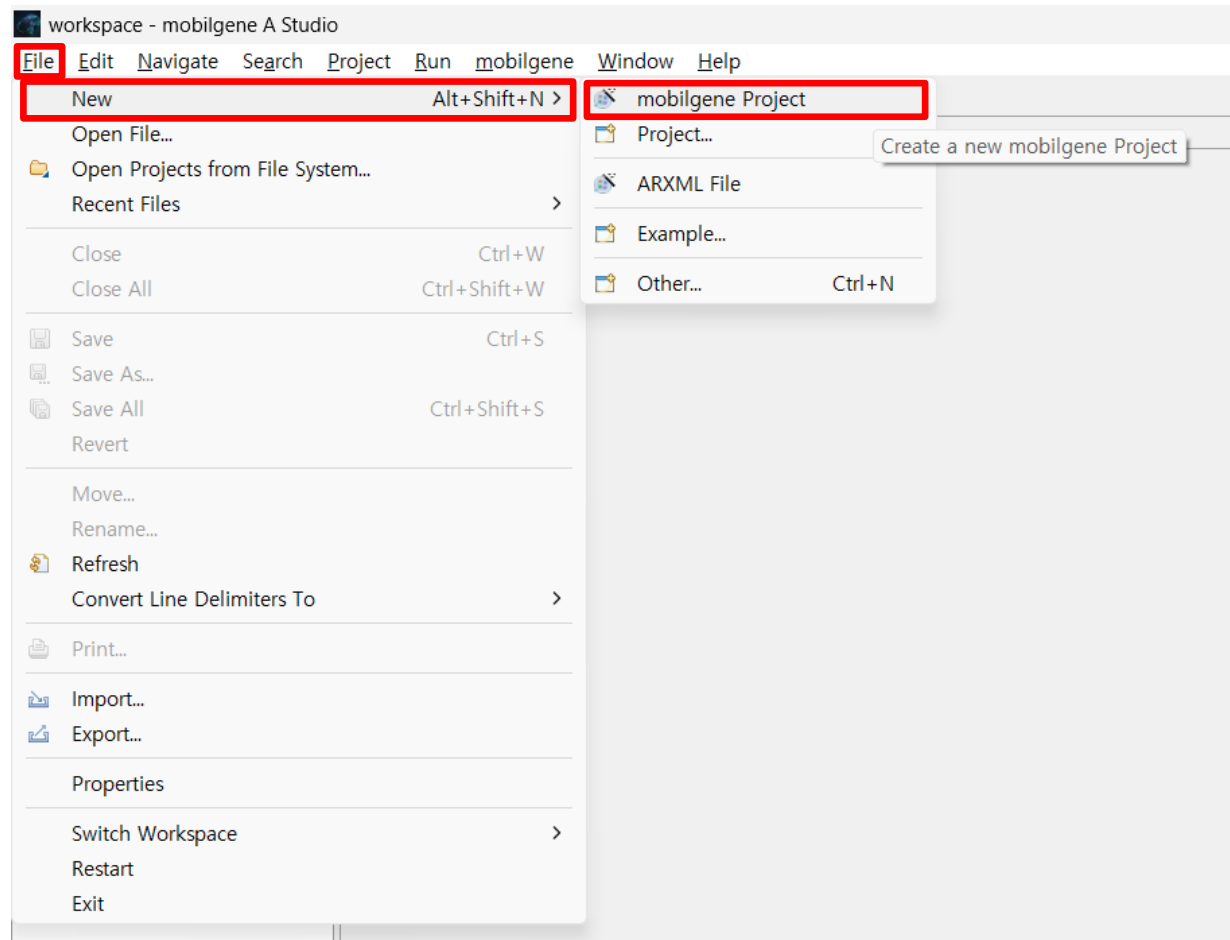 workspace - mobilgene A Studio
File Edit Navigate Search Project Run mobilgene Window Help
New Alt+Shift+N >
Open File...
Open Projects from File System...
Recent Files >
Close Ctrl+W
Close All Ctrl+Shift+W
Save Ctrl+S
Save As...
Save All Ctrl+Shift+S
Revert
Move...
Rename...
Refresh
Convert Line Delimiters To >
Print...
Import...
Export...
Properties
Switch Workspace >
Restart
Exit
mobilgene Project
Project...
Create a new mobilgene Project
ARXML File
Example...
Other... Ctrl+N